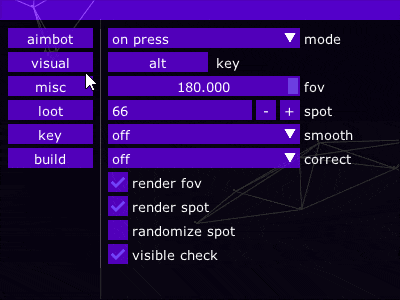 aimbot
visual
misc
loot
key
build
on press mode
alt key
180.000 fov
66 - + spot
off smooth
off correct
render fov
render spot
randomize spot
visible check